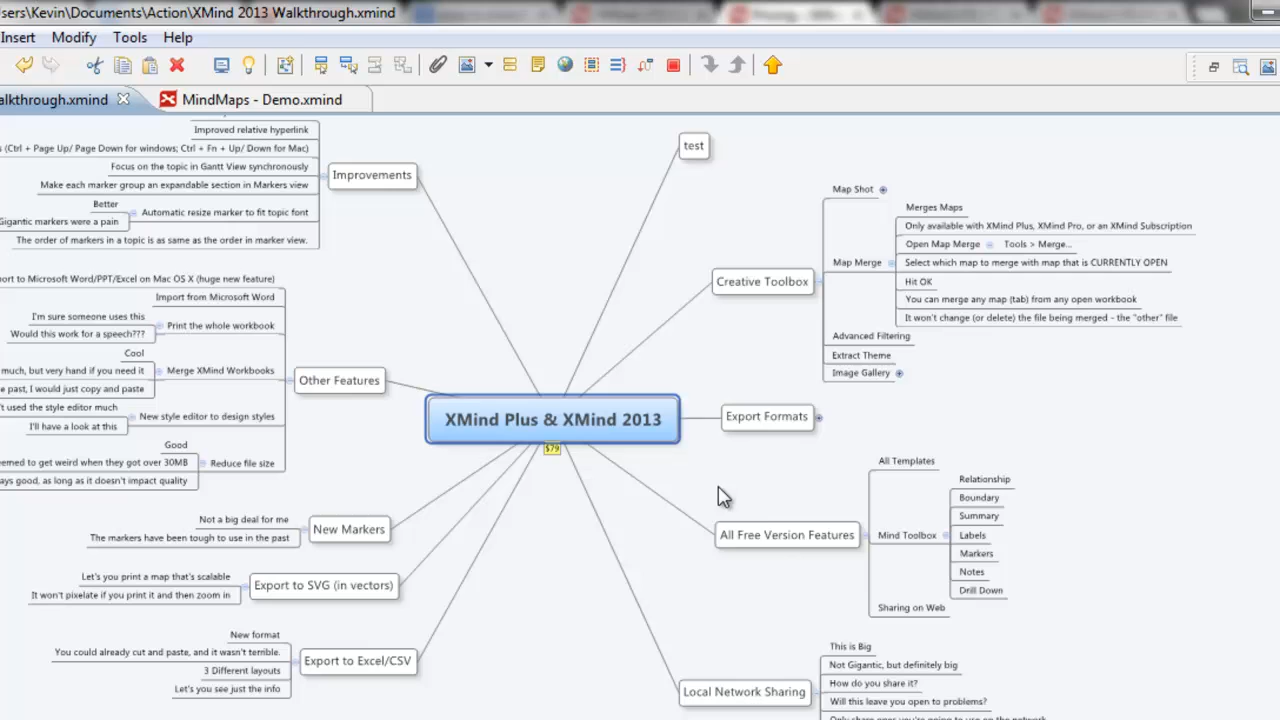 sers\Kevin\Documents\Action\XMind 2013 Walkthrough.xmind
Insert Modify Tools Help
alkthrough.xmind
MindMaps - Demo.xmind
Improved relative hyperlink
s (Ctrl + Page Up/ Page Down for windows; Ctrl + Fn + Up/ Down for Mac)
Focus on the topic in Gantt View synchronously
Make each marker group an expandable section in Markers view
Better
Gigantic markers were a pain
Automatic resize marker to fit topic font
The order of markers in a topic is as same as the order in marker view.
Improvements
port to Microsoft Word/PPT/Excel on Mac OS X (huge new feature)
Import from Microsoft Word
I'm sure someone uses this
Would this work for a speech???
Print the whole workbook
Cool
much, but very hand if you need it
e past, I would just copy and paste
Merge XMind Workbooks
't used the style editor much
I'll have a look at this
New style editor to design styles
Good
eemed to get weird when they got over 30MB
ays good, as long as it doesn't impact quality
Reduce file size
Other Features
Not a big deal for me
The markers have been tough to use in the past
New Markers
Let's you print a map that's scalable
It won't pixelate if you print it and then zoom in
Export to SVG (in vectors)
New format
You could already cut and paste, and it wasn't terrible.
3 Different layouts
Let's you see just the info
Export to Excel/CSV
XMind Plus & XMind 2013
$79
test
Creative Toolbox
Map Shot
Map Merge
Merges Maps
Only available with XMind Plus, XMind Pro, or an XMind Subscription
Open Map Merge
Tools > Merge...
Select which map to merge with map that is CURRENTLY OPEN
Hit OK
You can merge any map (tab) from any open workbook
It won't change (or delete) the file being merged - the "other" file
Advanced Filtering
Extract Theme
Image Gallery
Export Formats
All Free Version Features
All Templates
Mind Toolbox
Relationship
Boundary
Summary
Labels
Markers
Notes
Drill Down
Sharing on Web
Local Network Sharing
This is Big
Not Gigantic, but definitely big
How do you share it?
Will this leave you open to problems?
Only share ones you're going to use on the network